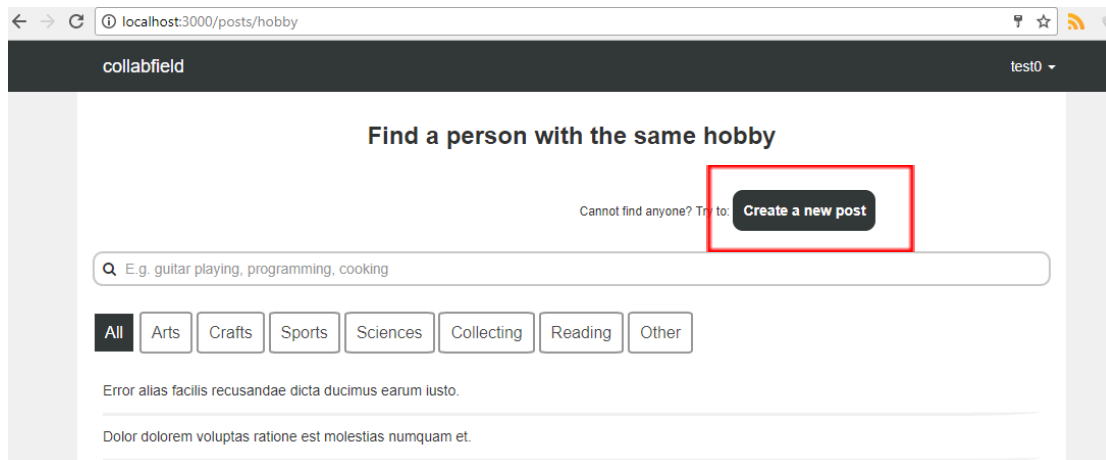 localhost:3000/posts/hobby
collabfield test0
Find a person with the same hobby
Cannot find anyone? Try to: Create a new post
E.g. guitar playing, programming, cooking
All Arts Crafts Sports Sciences Collecting Reading Other
Error alias facilis recusandae dicta ducimus earum iusto.
Dolor dolorem voluptas ratione est molestias numquam et.